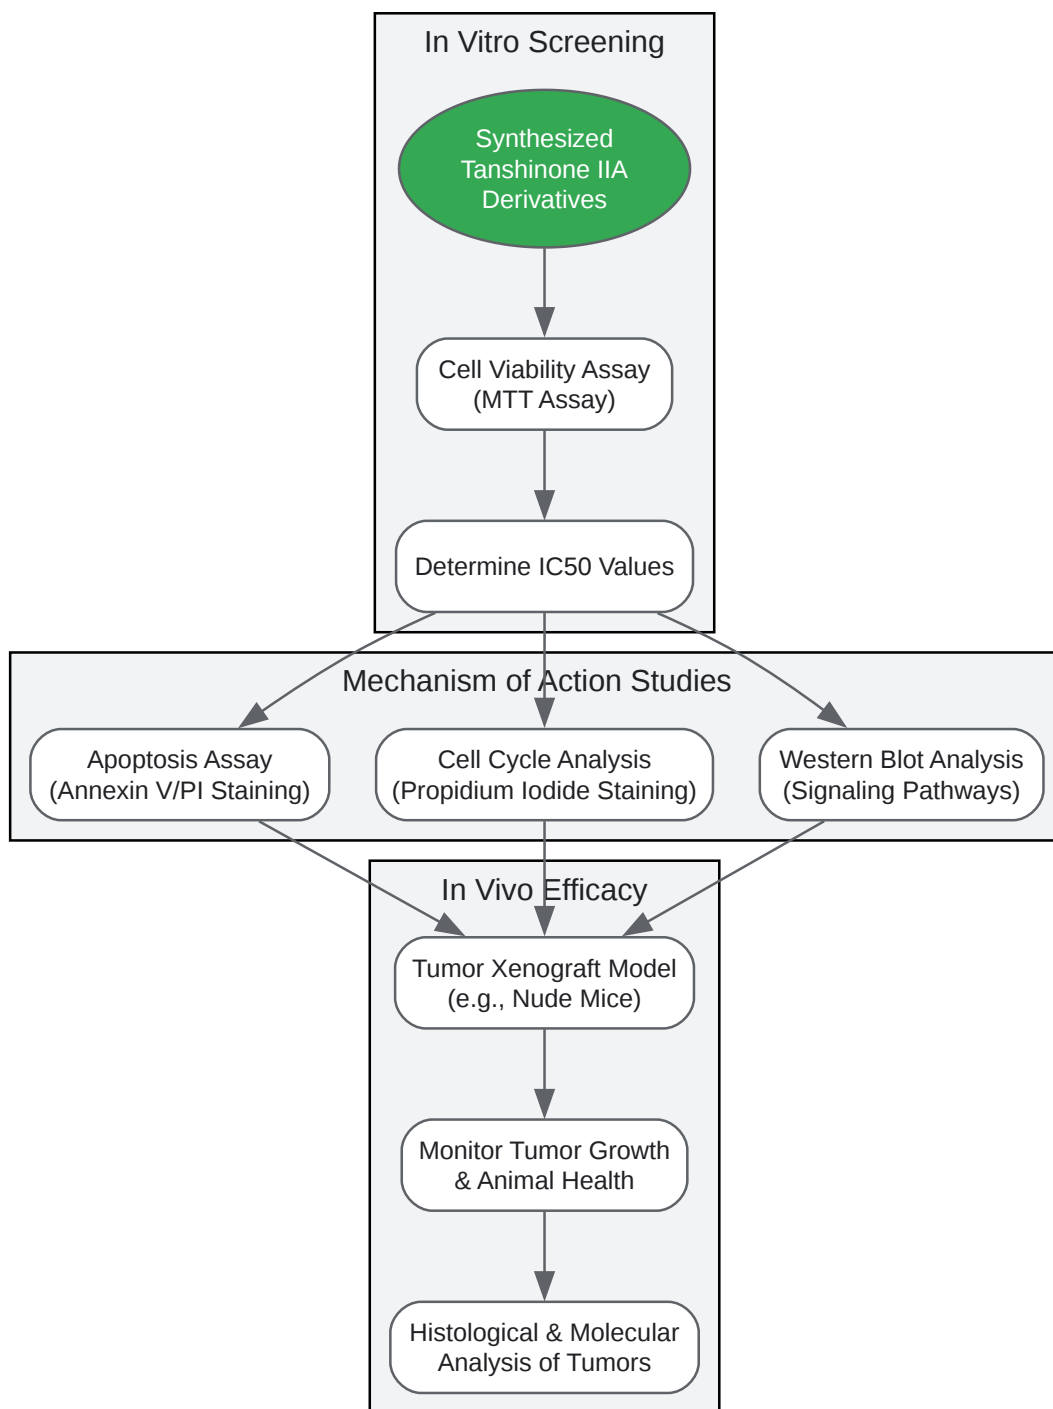 In Vitro Screening
Synthesized
Tanshinone IIA
Derivatives
Cell Viability Assay
(MTT Assay)
Determine IC50 Values
Mechanism of Action Studies
Apoptosis Assay
(Annexin V/PI Staining)
Cell Cycle Analysis
(Propidium Iodide Staining)
Western Blot Analysis
(Signaling Pathways)
In Vivo Efficacy
Tumor Xenograft Model
(e.g., Nude Mice)
Monitor Tumor Growth
& Animal Health
Histological & Molecular
Analysis of Tumors